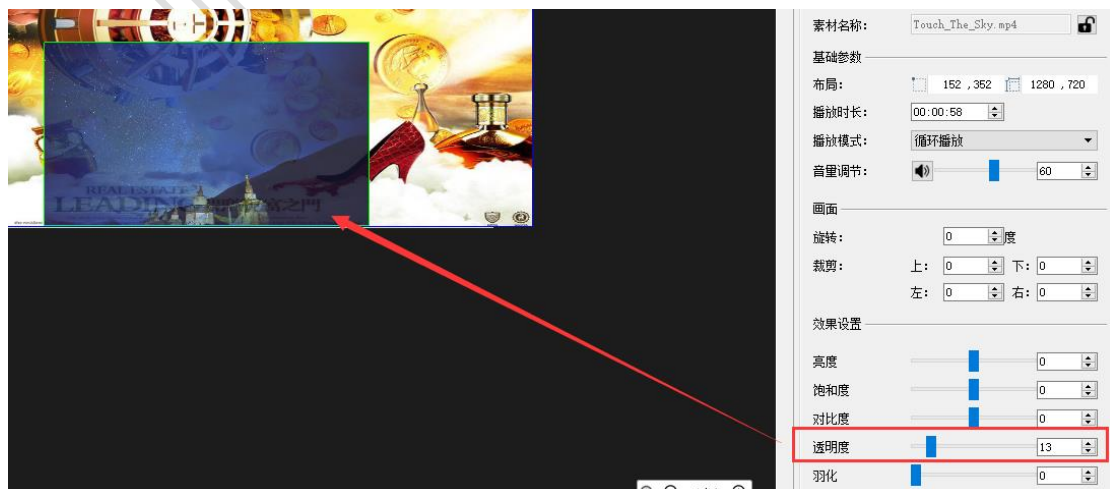 REAL ESTATE
LEADING
素材名称: Touch_The_Sky.mp4
基础参数
布局: 152 ,352 1280 ,720
播放时长: 00:00:58
播放模式: 循环播放
音量调节: 60
画面
旋转: 0 度
裁剪: 上: 0 下: 0
左: 0 右: 0
效果设置
亮度 0
饱和度 0
对比度 0
透明度 13
羽化 0